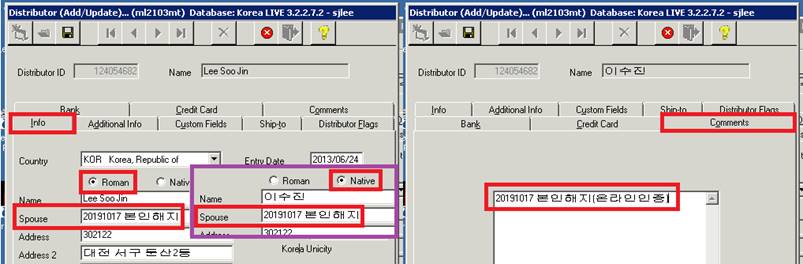 Distributor (Add/Update)... (ml2103mt) Database: Korea LIVE 3.2.2.7.2 - sjlee
Distributor ID 124054682 Name Lee SooJin
Bank Credit Card Comments
Info Additional Info Custom Fields Ship-to Distributor Flags
Country KOR Korea, Republic of Entry Date 2013/06/24
Roman
Name Lee SooJin
Spouse 20191017 본인해지
Address 302122
Address 2 대전 서구 둔산2동
Roman Native
Name 이수진
Spouse 20191017 본인해지
302122
Korea Unicity
Distributor (Add/Update)... (ml2103mt) Database: Korea LIVE 3.2.2.7.2 - sjlee
Distributor ID 124054682 Name 이수진
Info Additional Info Custom Fields Ship-to Distributor Flags
Bank Credit Card Comments
20191017 본인해지(온라인인증)